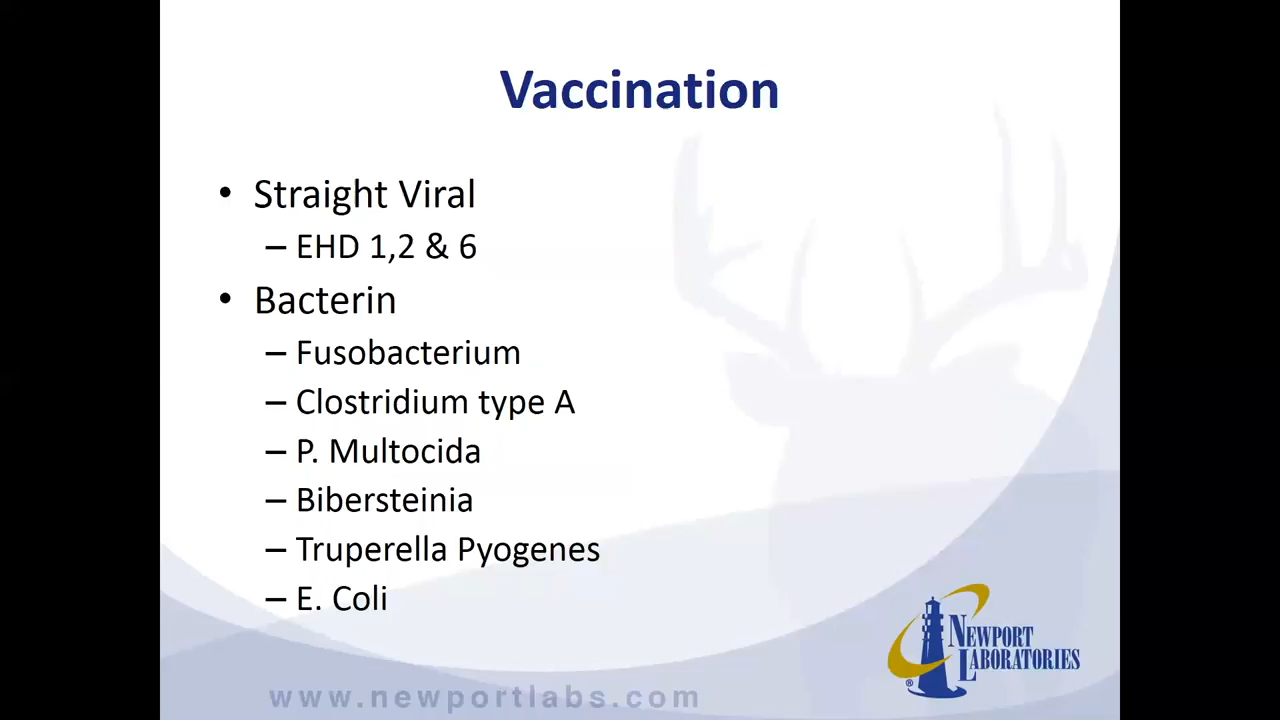 Vaccination
• Straight Viral
– EHD 1,2 & 6
• Bacterin
– Fusobacterium
– Clostridium type A
– P. Multocida
– Bibersteinia
– Truperella Pyogenes
– E. Coli
NEWPORT
LABORATORIES
®
www.newportlabs.com